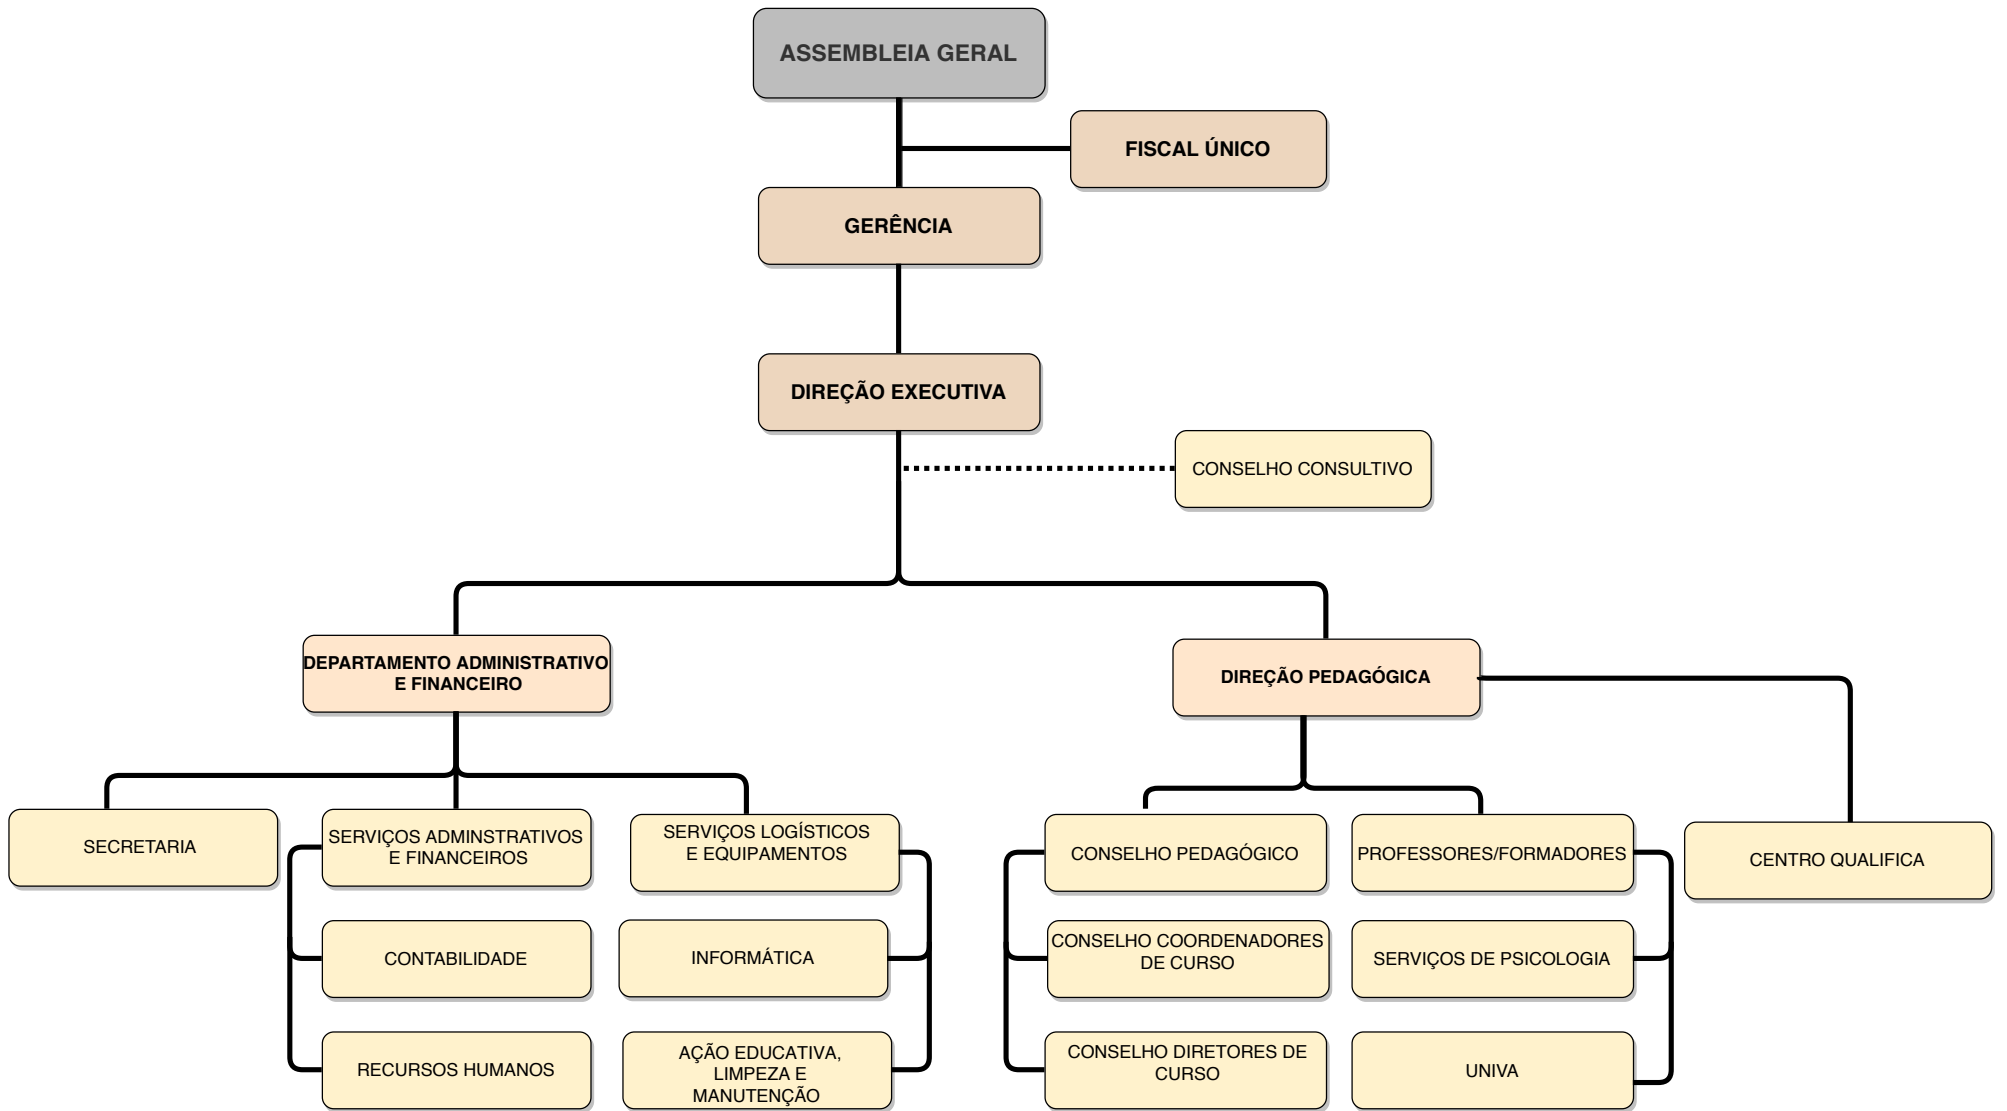 ASSEMBLEIA GERAL
FISCAL ÚNICO
GERÊNCIA
DIREÇÃO EXECUTIVA
CONSELHO CONSULTIVO
DEPARTAMENTO ADMINISTRATIVO
E FINANCEIRO
DIREÇÃO PEDAGÓGICA
SECRETARIA
SERVIÇOS ADMINSTRATIVOS
E FINANCEIROS
SERVIÇOS LOGÍSTICOS
E EQUIPAMENTOS
CONSELHO PEDAGÓGICO
PROFESSORES/FORMADORES
CENTRO QUALIFICA
CONTABILIDADE
INFORMÁTICA
CONSELHO COORDENADORES
DE CURSO
SERVIÇOS DE PSICOLOGIA
RECURSOS HUMANOS
AÇÃO EDUCATIVA,
LIMPEZA E
MANUTENÇÃO
CONSELHO DIRETORES DE
CURSO
UNIVA